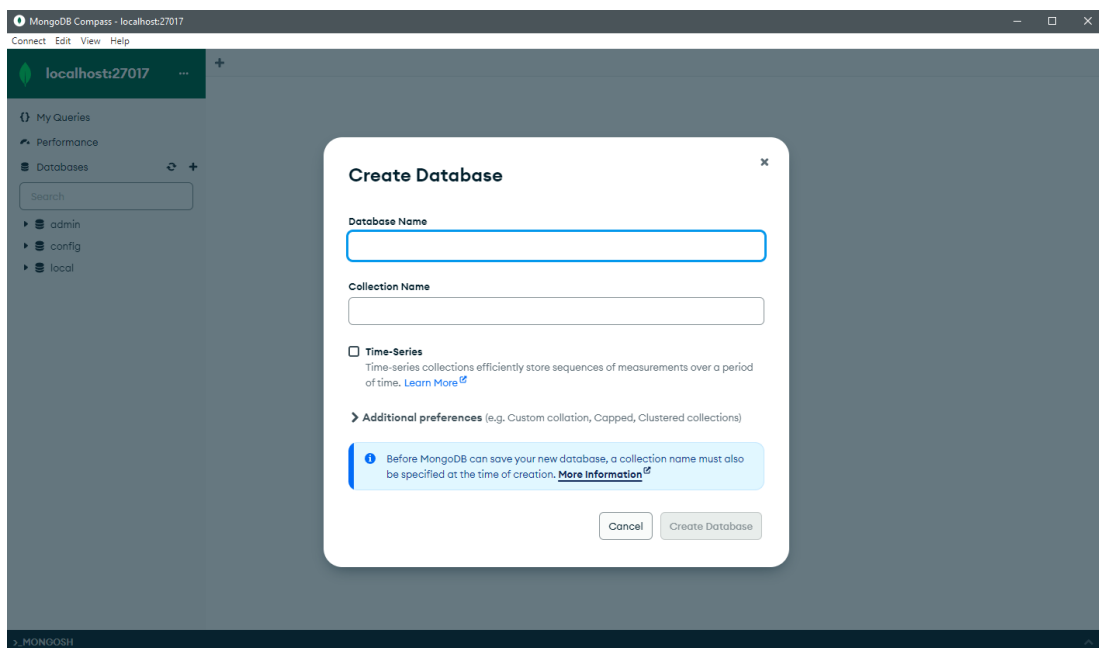 MongoDB Compass - localhost:27017
Connect Edit View Help
localhost:27017 ...
{} My Queries
Performance
Databases
Search
admin
config
local
Create Database
Database Name
Collection Name
Time-Series
Time-series collections efficiently store sequences of measurements over a period
of time. Learn More
Additional preferences (e.g. Custom collation, Capped, Clustered collections)
Before MongoDB can save your new database, a collection name must also
be specified at the time of creation. More Information
Cancel Create Database
>_MONGOSH